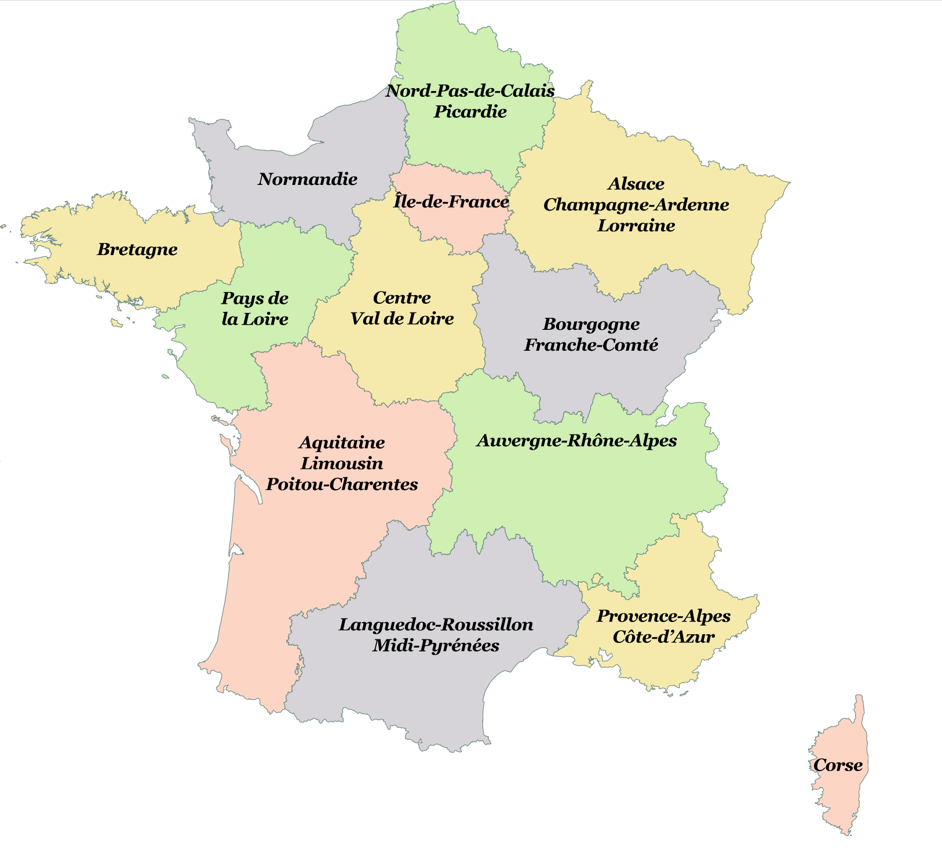 Nord-Pas-de-Calais
Picardie
Normandie
Île-de-France
Alsace
Champagne-Ardenne
Lorraine
Bretagne
Pays de
la Loire
Centre
Val de Loire
Bourgogne
Franche-Comté
Aquitaine
Limousin
Poitou-Charentes
Auvergne-Rhône-Alpes
Languedoc-Roussillon
Midi-Pyrénées
Provence-Alpes
Côte-d’Azur
Corse